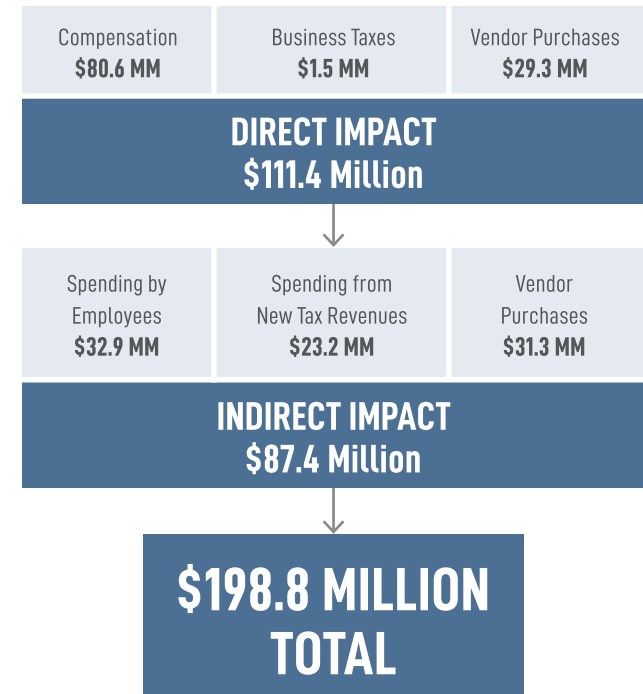 Compensation
$80.6 MM
Business Taxes
$1.5 MM
Vendor Purchases
$29.3 MM
DIRECT IMPACT
$111.4 Million
Spending by
Employees
$32.9 MM
Spending from
New Tax Revenues
$23.2 MM
Vendor
Purchases
$31.3 MM
INDIRECT IMPACT
$87.4 Million
$198.8 MILLION
TOTAL